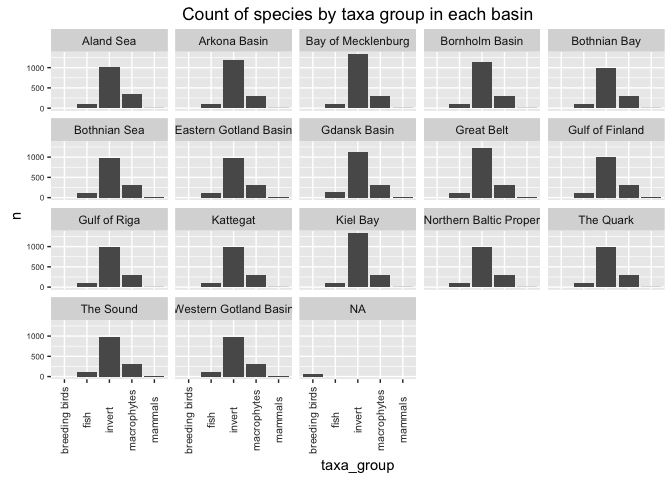 Count of species by taxa group in each basin
Aland Sea Arkona Basin Bay of Mecklenburg Bornholm Basin Bothnian Bay
1000
500
0
Bothnian Sea Eastern Gotland Basin Gdansk Basin Great Belt Gulf of Finland
1000
500
0
n
Gulf of Riga Kattegat Kiel Bay Northern Baltic Proper The Quark
1000
500
0
The Sound Western Gotland Basin NA
1000
500
0
breeding birds fish invert macrophytes mammals breeding birds fish invert macrophytes mammals breeding birds fish invert macrophytes mammals
taxa_group